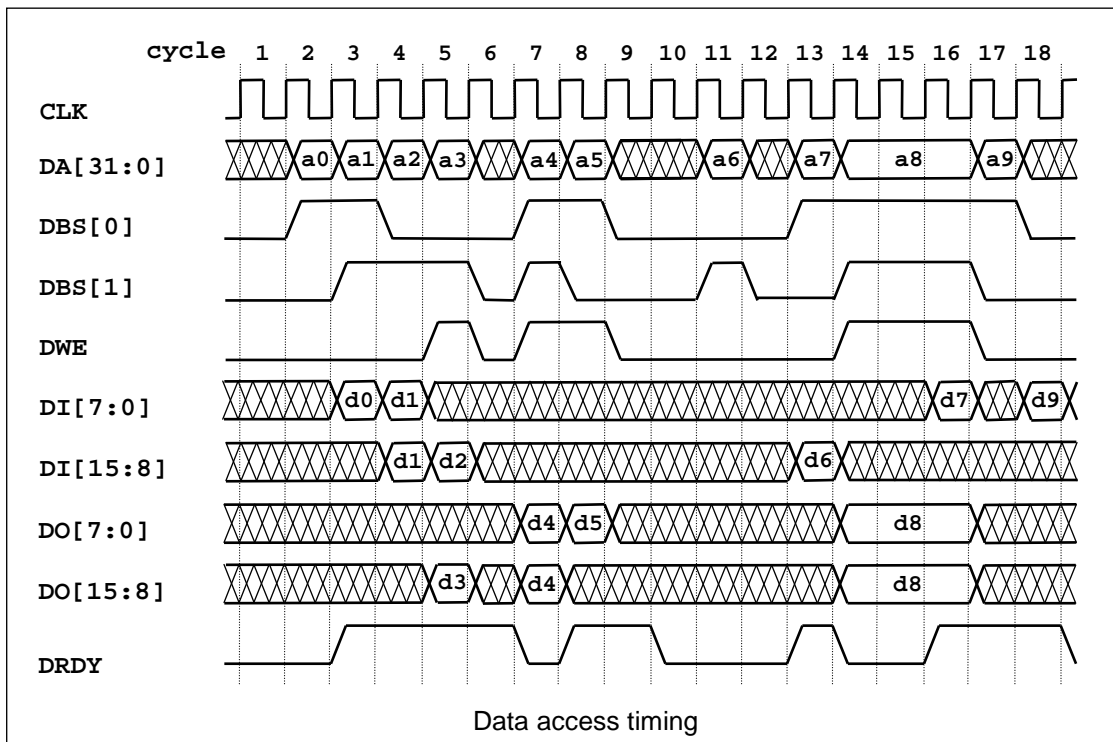 cycle 1 2 3 4 5 6 7 8 9 10 11 12 13 14 15 16 17 18
CLK
DA[31:0] a0 a1 a2 a3 a4 a5 a6 a7 a8 a9
DBS[0]
DBS[1]
DWE
DI[7:0] d0 d1 d7 d9
DI[15:8] d1 d2 d6
DO[7:0] d4 d5 d8
DO[15:8] d3 d4 d8
DRDY
Data access timing